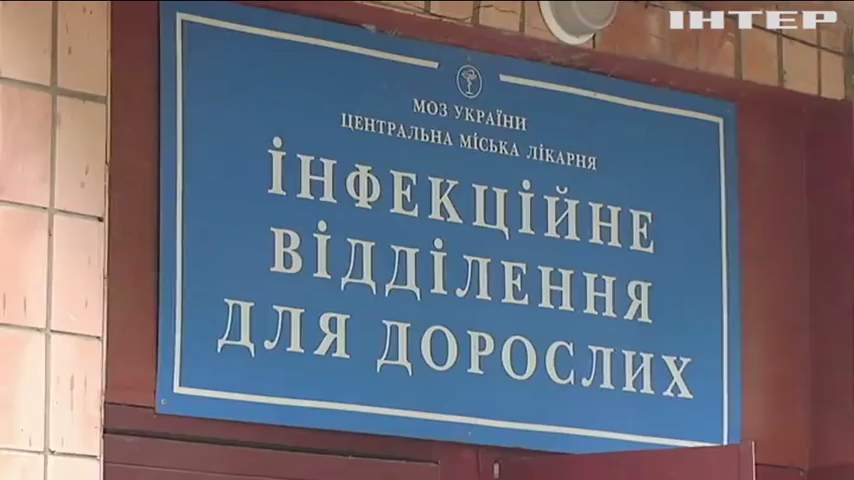 ІНТЕР
МОЗ УКРАЇНИ
ЦЕНТРАЛЬНА МІСЬКА ЛІКАРНЯ
ІНФЕКЦІЙНЕ
ВІДДІЛЕННЯ
ДЛЯ ДОРОСЛИХ